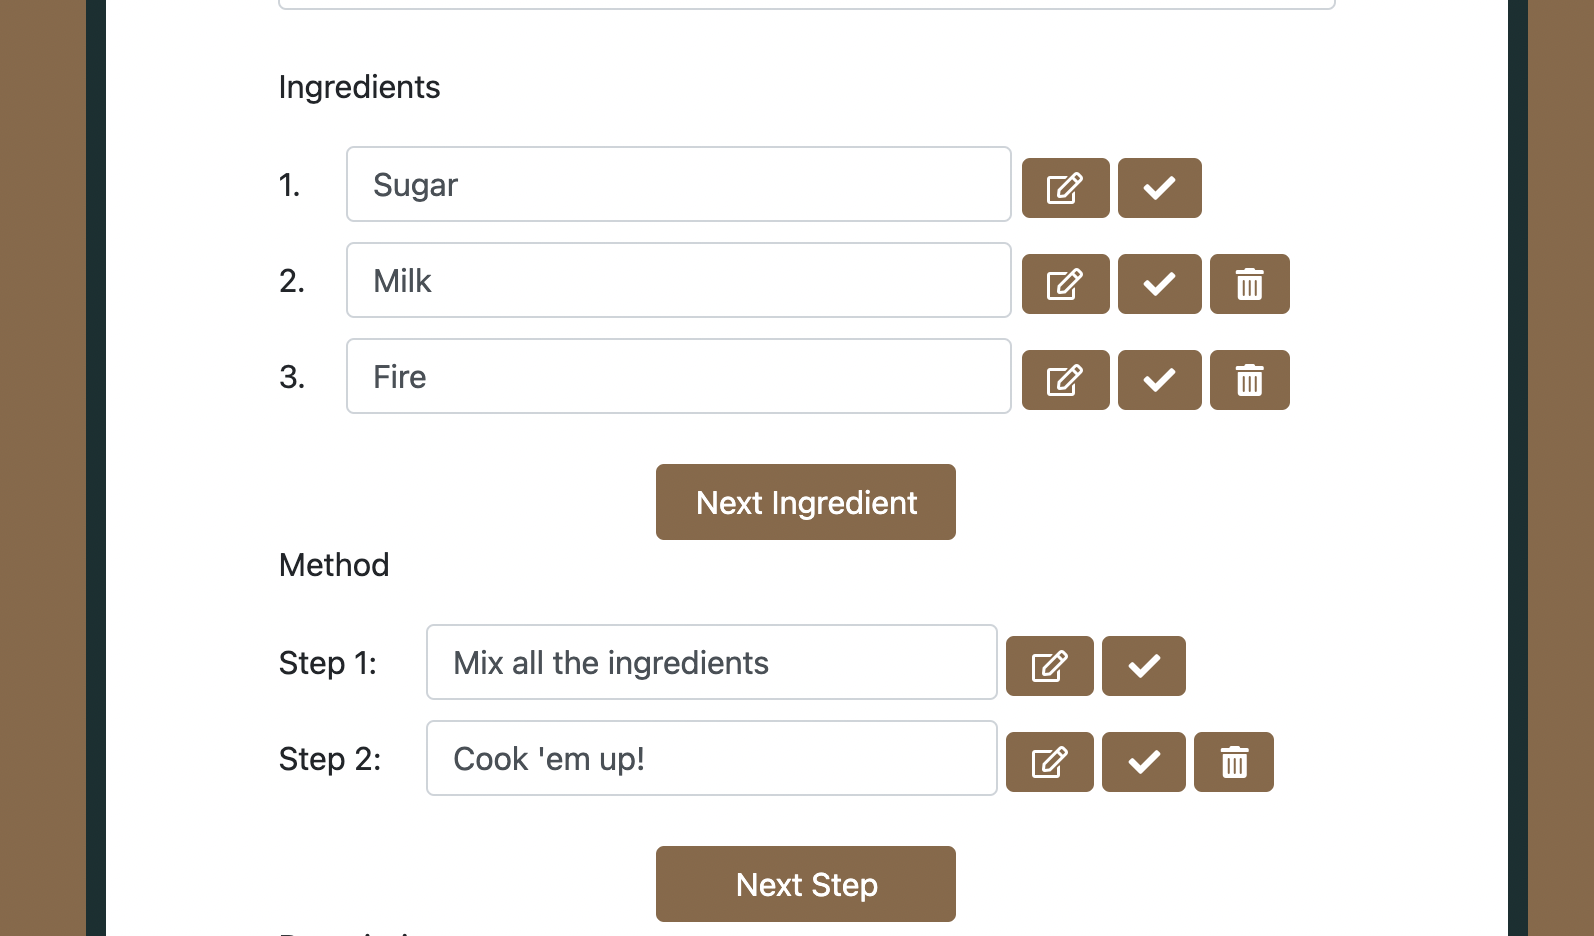 Ingredients
1. Sugar
2. Milk
3. Fire
Next Ingredient
Method
Step 1: Mix all the ingredients
Step 2: Cook 'em up!
Next Step